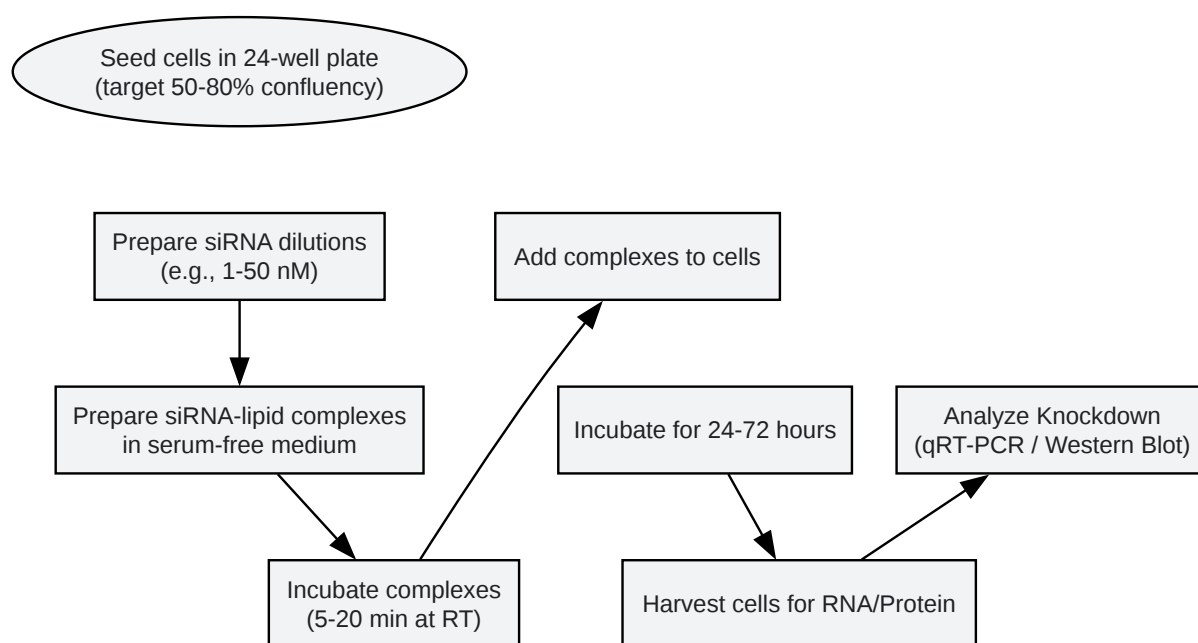 Seed cells in 24-well plate
(target 50-80% confluency)
Prepare siRNA dilutions
(e.g., 1-50 nM)
Add complexes to cells
Prepare siRNA-lipid complexes
in serum-free medium
Incubate for 24-72 hours
Analyze Knockdown
(qRT-PCR / Western Blot)
Incubate complexes
(5-20 min at RT)
Harvest cells for RNA/Protein